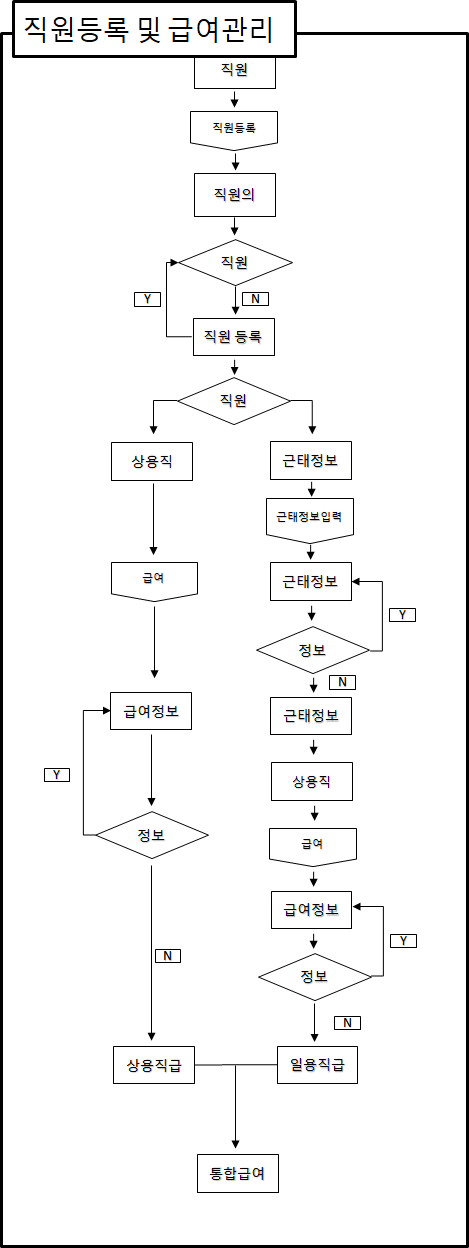 직원등록 및 급여관리
직원
직원등록
직원의
직원
Y
N
직원 등록
직원
상용직
근태정보
근태정보입력
급여
근태정보
Y
정보
N
급여정보
근태정보
Y
상용직
정보
급여
급여정보
N
Y
정보
N
상용직급
일용직급
통합급여